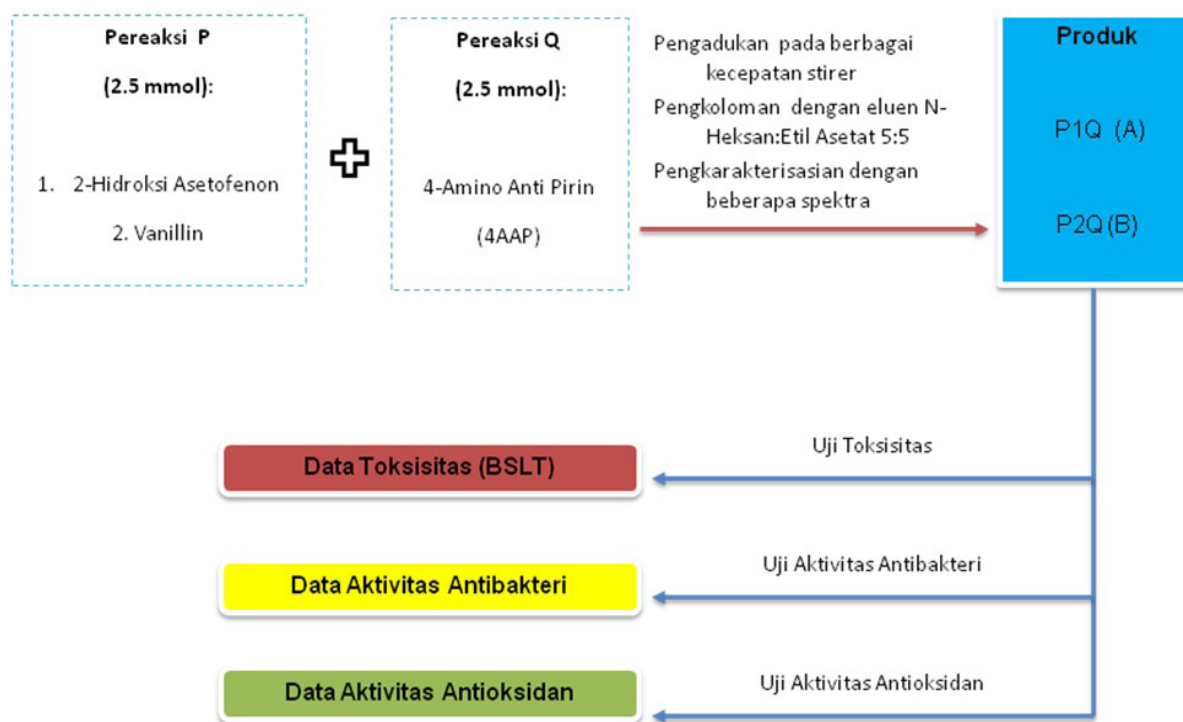 Pereaksi P
(2.5 mmol):
1. 2-Hidroksi Asetofenon
2. Vanillin
Pereaksi Q
(2.5 mmol):
4-Amino Anti Pirin
(4AAP)
Pengadukan pada berbagai
kecepatan stirer
Pengkoloman dengan eluen N-
Heksan:Etil Asetat 5:5
Pengkarakterisasian dengan
beberapa spektra
Produk
P1Q (A)
P2Q (B)
Uji Toksisitas
Data Toksisitas (BSLT)
Uji Aktivitas Antibakteri
Data Aktivitas Antibakteri
Uji Aktivitas Antioksidan
Data Aktivitas Antioksidan